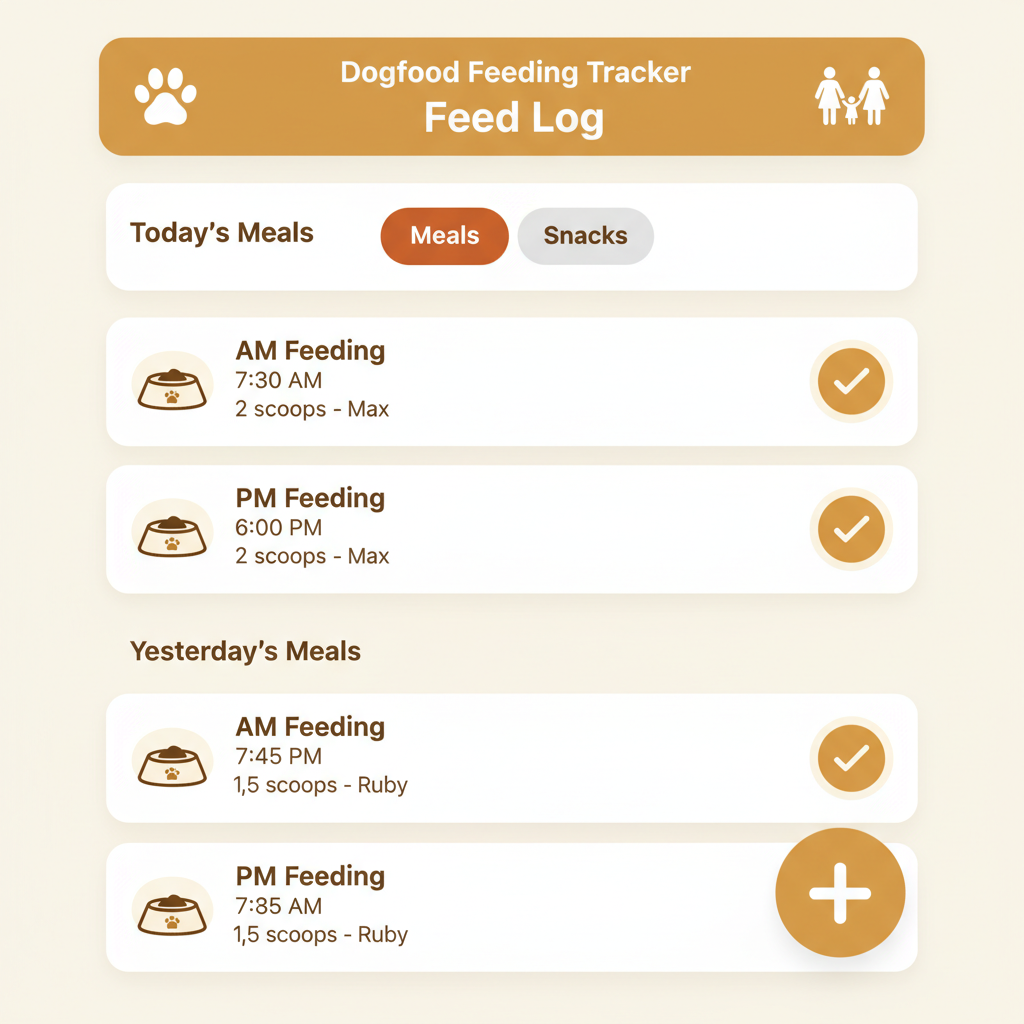 Dogfood Feeding Tracker
Feed Log
Today's Meals
Meals
Snacks
AM Feeding
7:30 AM
2 scoops - Max
PM Feeding
6:00 PM
2 scoops - Max
Yesterday's Meals
AM Feeding
7:45 PM
1,5 scoops - Ruby
PM Feeding
7:85 AM
1,5 scoops - Ruby